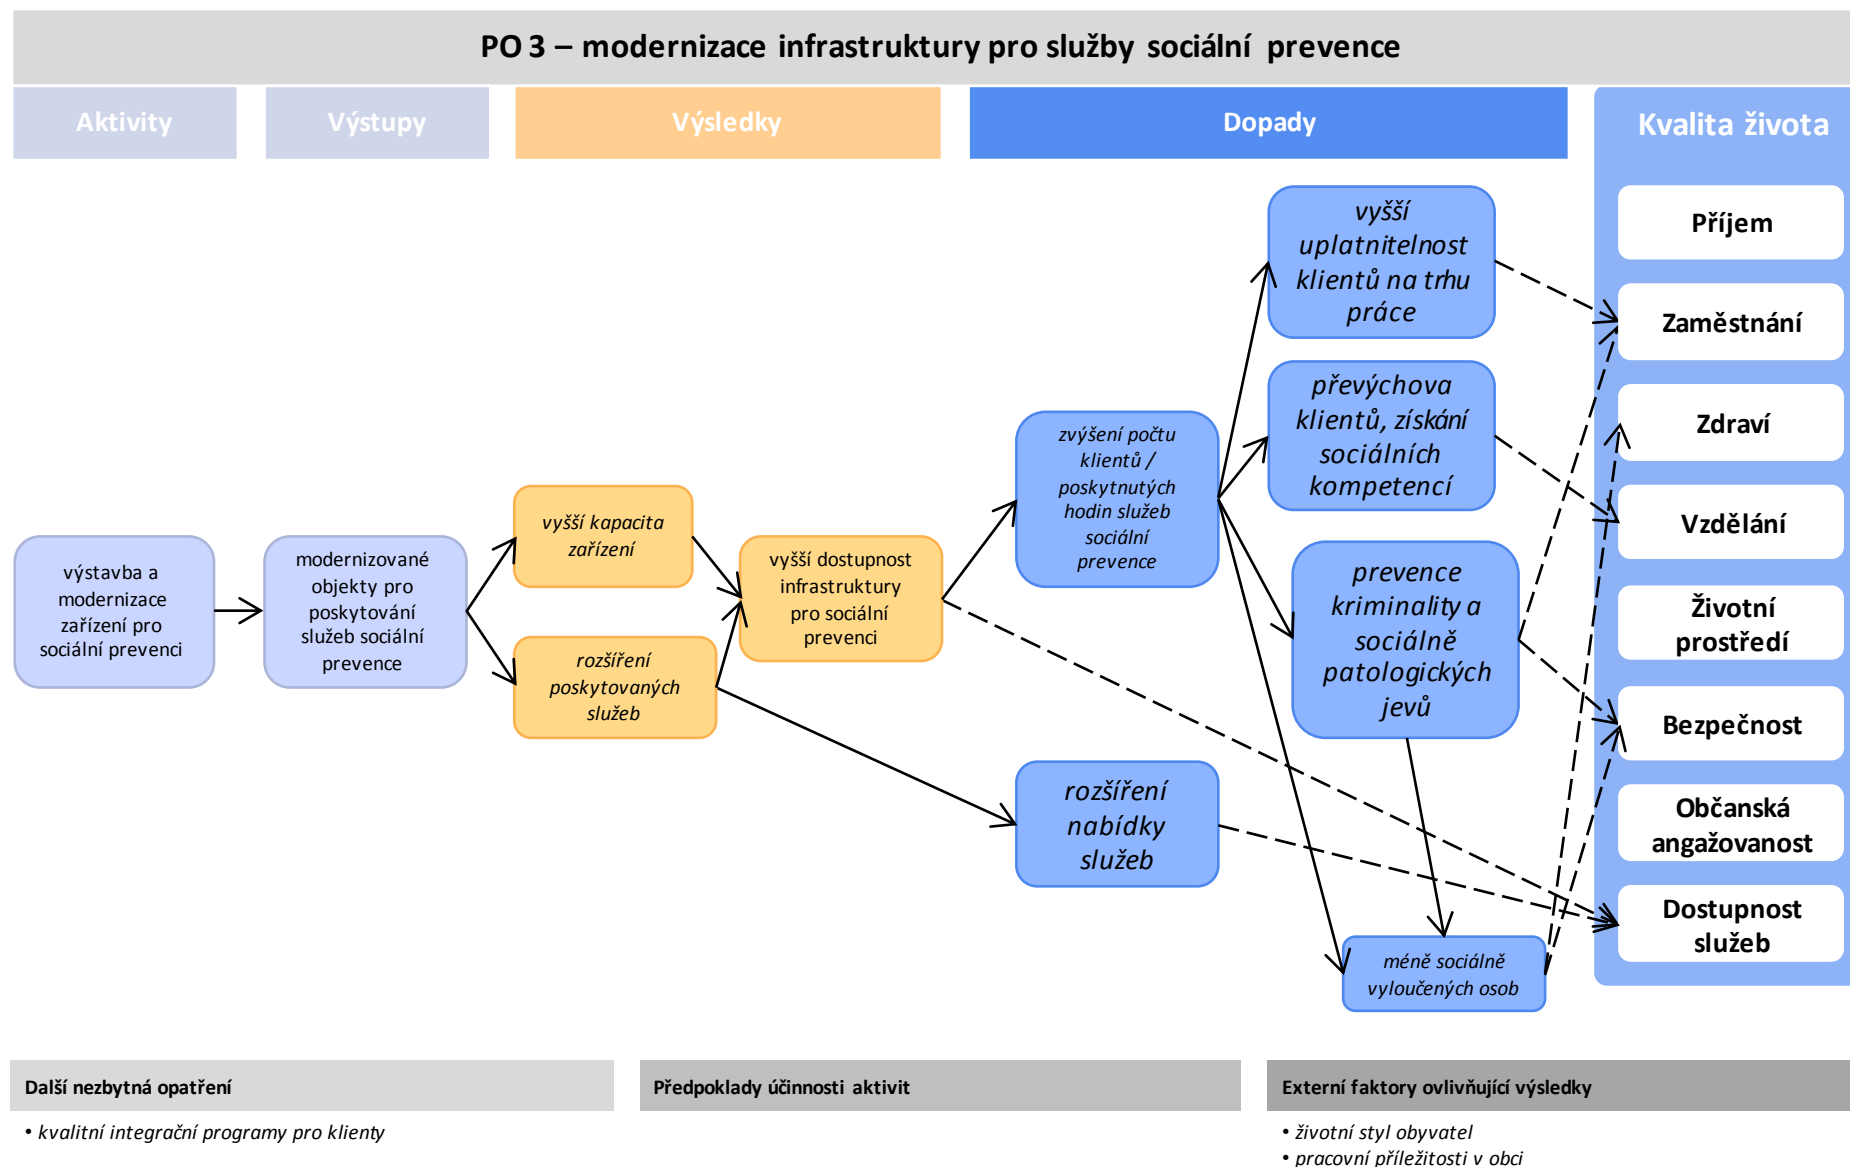 PO 3 – modernizace infrastruktury pro služby sociální prevence
Aktivity
Výstupy
Výsledky
Dopady
Kvalita života
výstavba a
modernizace
zařízení pro
sociální prevenci
modernizované
objekty pro
poskytování
služeb sociální
prevence
vyšší kapacita
zařízení
rozšíření
poskytovaných
služeb
vyšší dostupnost
infrastruktury
pro sociální
prevenci
zvýšení počtu
klientů /
poskytnutých
hodin služeb
sociální
prevence
rozšíření
nabídky
služeb
vyšší
uplatnitelnost
klientů na trhu
práce
převýchova
klientů, získání
sociálních
kompetencí
prevence
kriminality a
sociálně
patologických
jevů
méně sociálně
vyloučených osob
Příjem
Zaměstnání
Zdraví
Vzdělání
Životní
prostředí
Bezpečnost
Občanská
angažovanost
Dostupnost
služeb
Další nezbytná opatření
• kvalitní integrační programy pro klienty
Předpoklady účinnosti aktivit
Externí faktory ovlivňující výsledky
• životní styl obyvatel
• pracovní příležitosti v obci